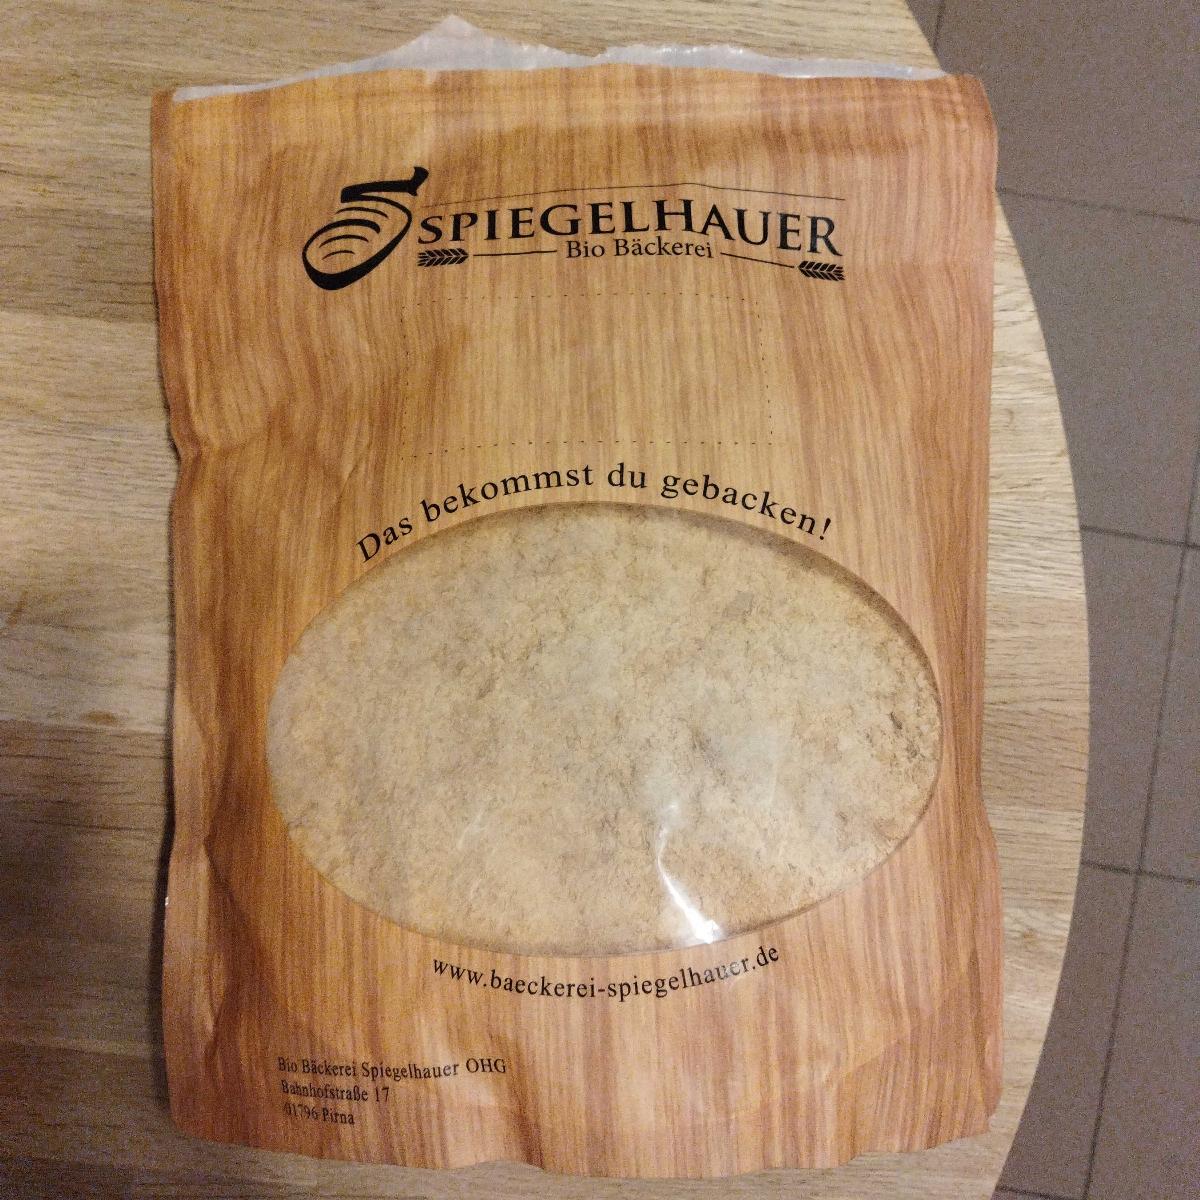 SPIEGELHAUER
Bio Bäckerei
Das bekommst du gebacken!
www.baeckerei-spiegelhauer.de
Bio Bäckerei Spiegelhauer OHG
Bahnhofstraße 17
01796 Pirna